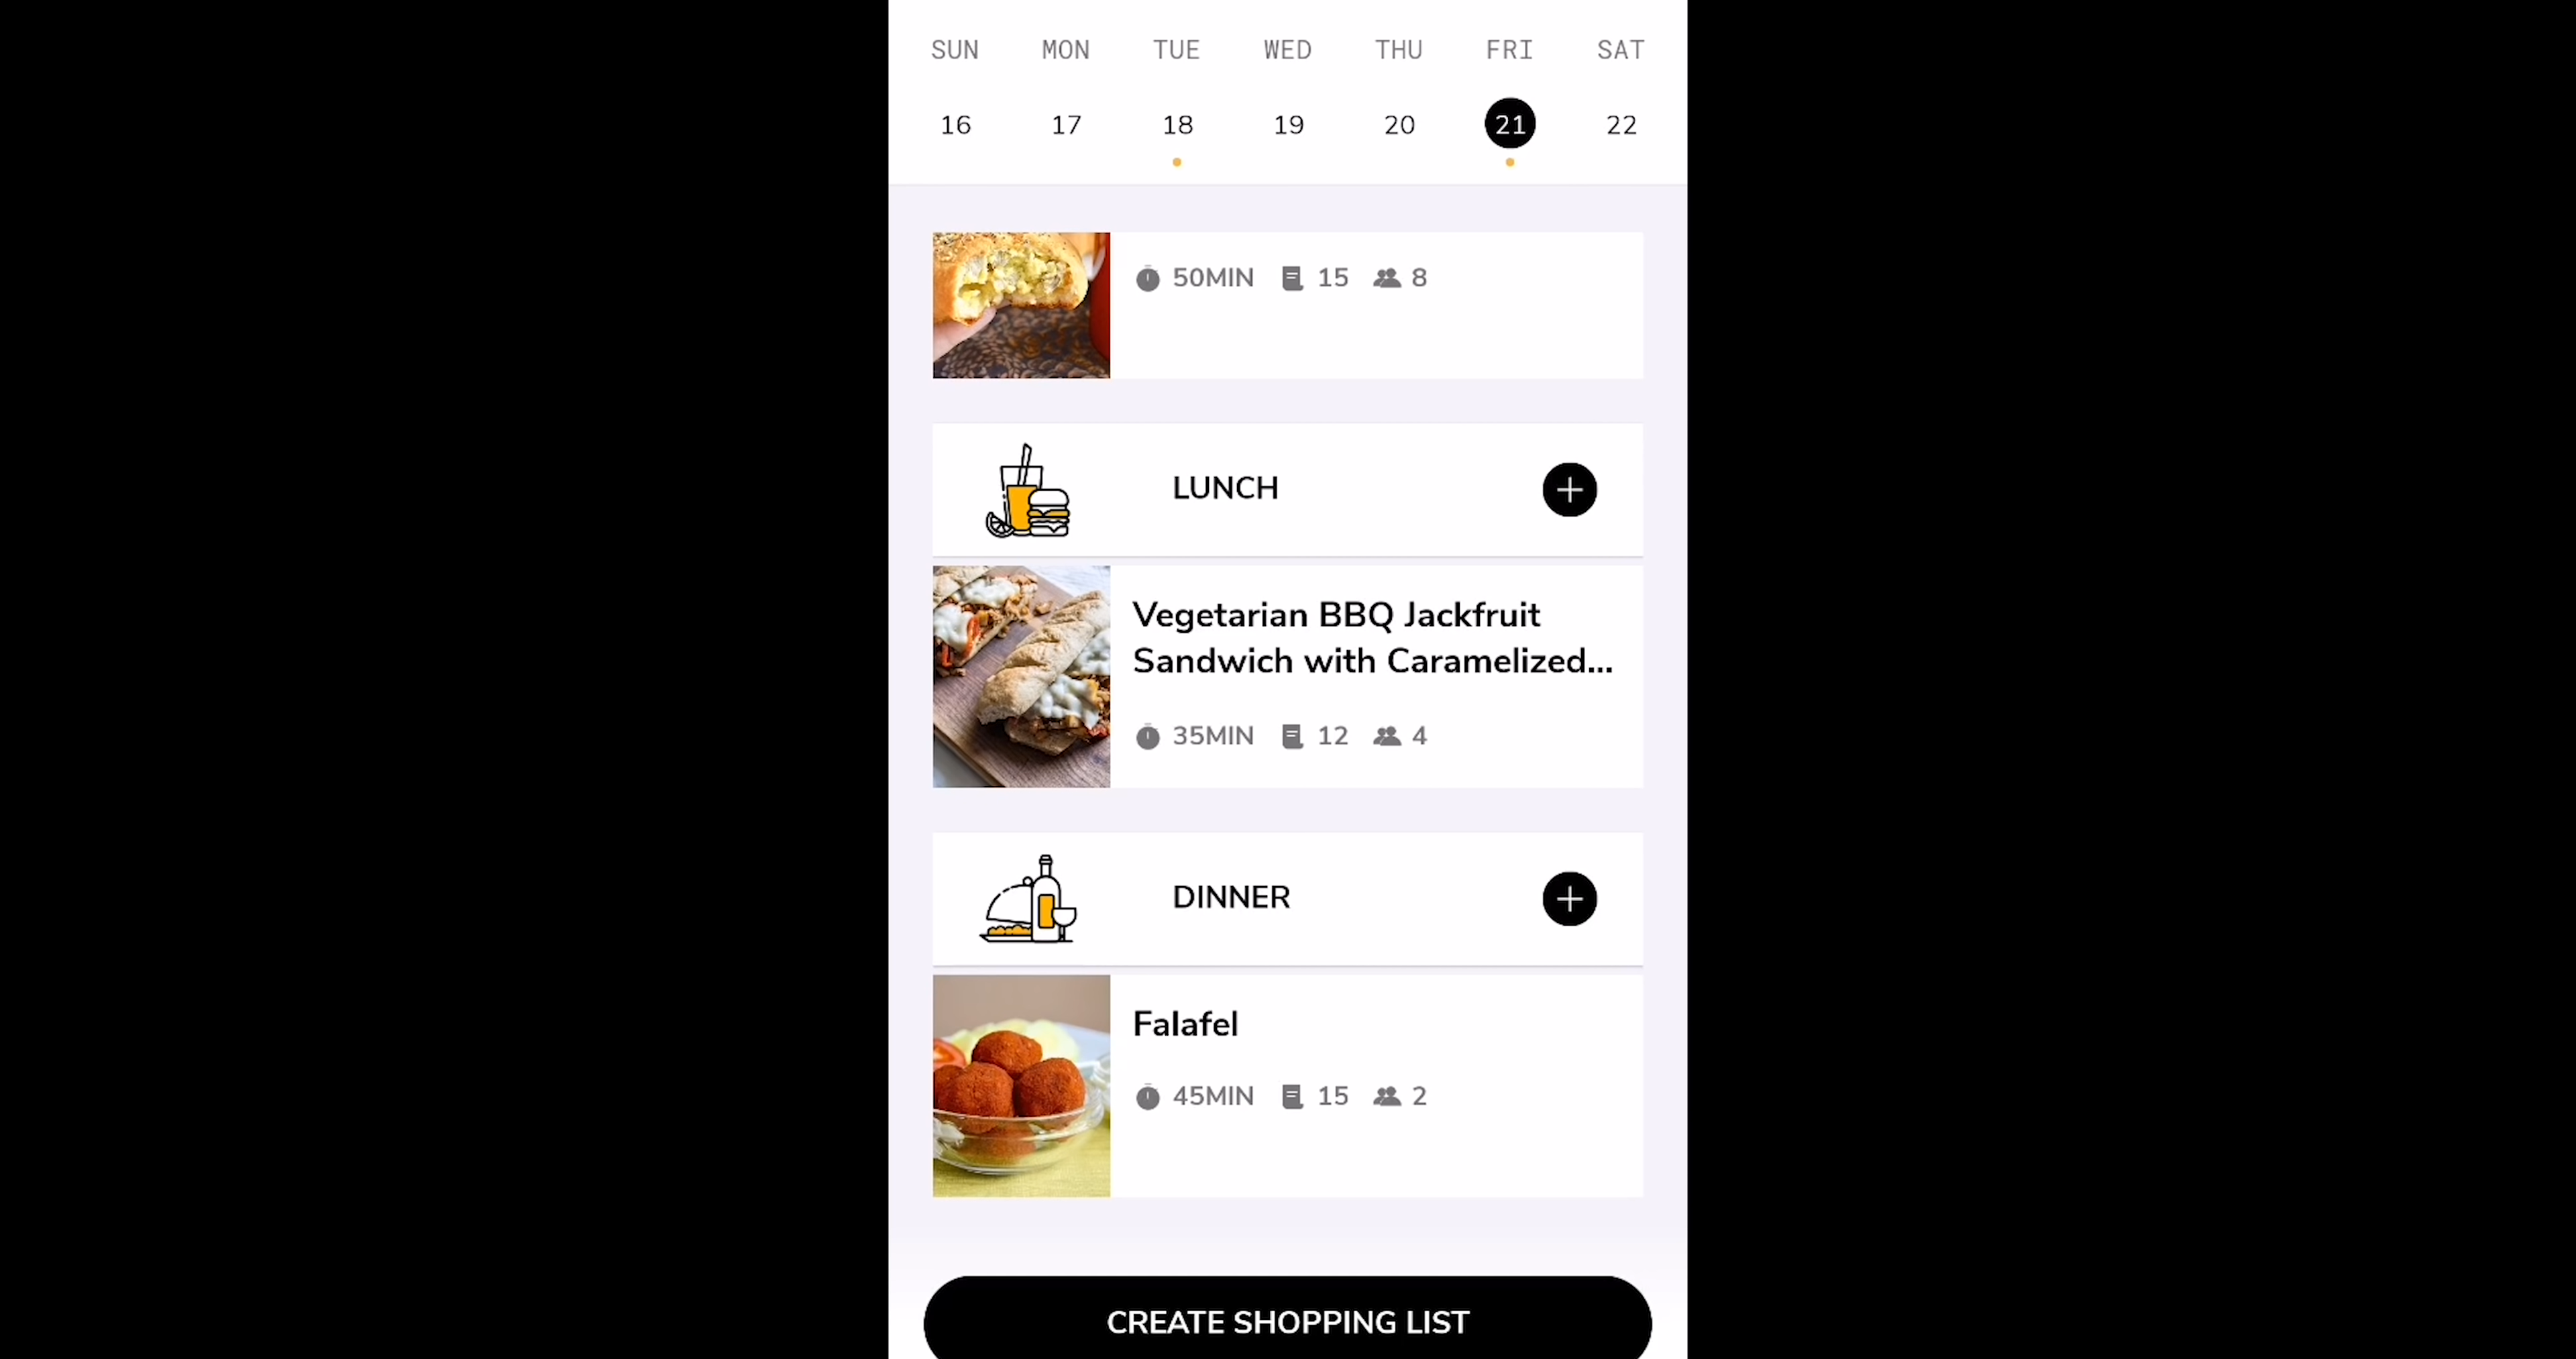 SUN MON TUE WED THU FRI SAT
16 17 18 19 20 21 22
50MIN 15 8
LUNCH
Vegetarian BBQ Jackfruit
Sandwich with Caramelized...
35MIN 12 4
DINNER
Falafel
45MIN 15 2
CREATE SHOPPING LIST